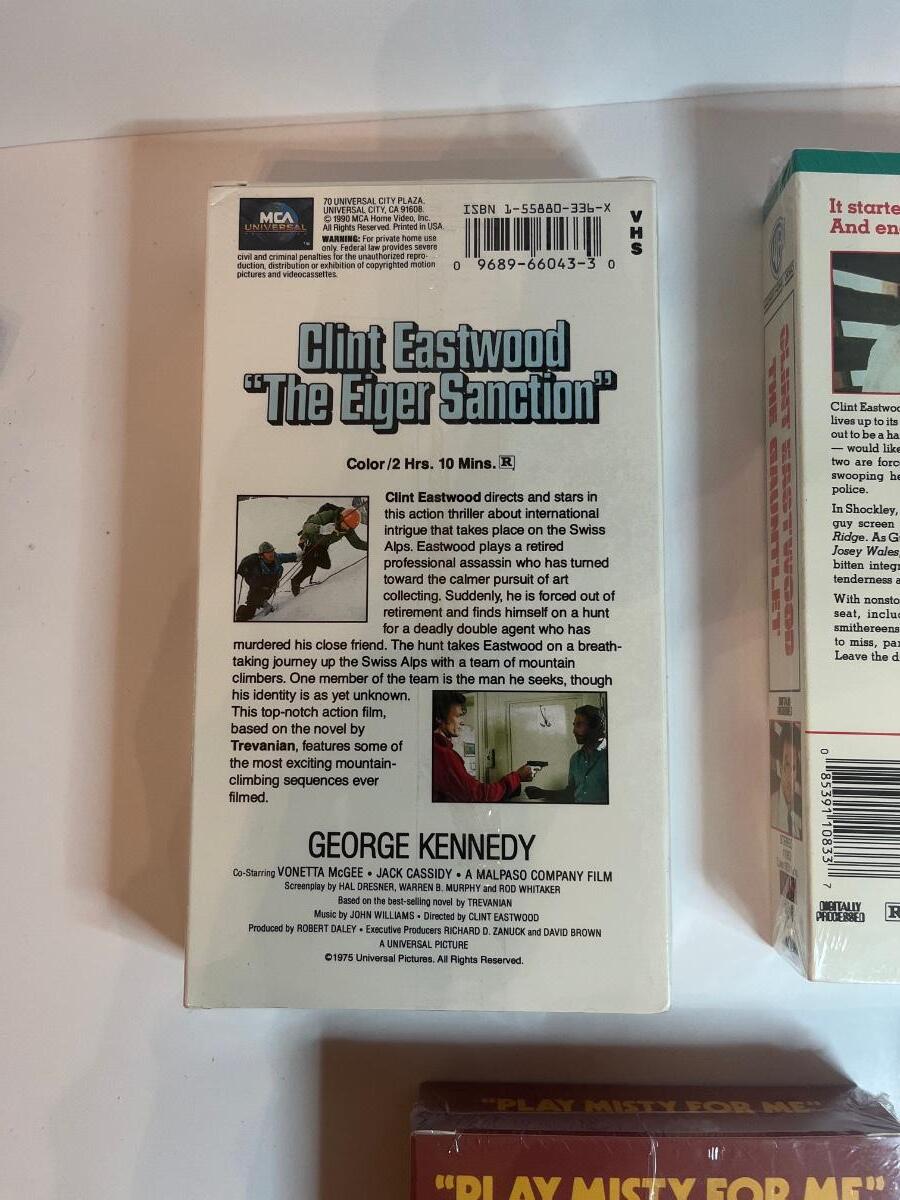 MCA
UNIVERSAL
70 UNIVERSAL CITY PLAZA,
UNIVERSAL CITY, CA 91608.
© 1990 MCA Home Video, Inc.
All Rights Reserved. Printed in USA.
WARNING: For private home use
only. Federal law provides severe
civil and criminal penalties for the unauthorized repro-
duction, distribution or exhibition of copyrighted motion
pictures and videocassettes.
ISBN 1-55880-336-X
0 9689-66043-3 0
VHS
Clint Eastwood
“The Eiger Sanction”
Color/2 Hrs. 10 Mins. R
Clint Eastwood directs and stars in
this action thriller about international
intrigue that takes place on the Swiss
Alps. Eastwood plays a retired
professional assassin who has turned
toward the calmer pursuit of art
collecting. Suddenly, he is forced out of
retirement and finds himself on a hunt
for a deadly double agent who has
murdered his close friend. The hunt takes Eastwood on a breath-
taking journey up the Swiss Alps with a team of mountain
climbers. One member of the team is the man he seeks, though
his identity is as yet unknown.
This top-notch action film,
based on the novel by
Trevanian, features some of
the most exciting mountain-
climbing sequences ever
filmed.
GEORGE KENNEDY
Co-Starring VONETTA McGEE • JACK CASSIDY • A MALPASO COMPANY FILM
Screenplay by HAL DRESNER, WARREN B. MURPHY and ROD WHITAKER
Based on the best-selling novel by TREVANIAN
Music by JOHN WILLIAMS • Directed by CLINT EASTWOOD
Produced by ROBERT DALEY • Executive Producers RICHARD D. ZANUCK and DAVID BROWN
A UNIVERSAL PICTURE
©1975 Universal Pictures. All Rights Reserved.
CLINT EASTWOOD
THE GAUNTLET
It starte
And en
Clint Eastwoo
lives up to its
out to be a ha
— would like
two are forc
swooping he
police.
In Shockley,
guy screen
Ridge. As G
Josey Wales,
bitten integr
tenderness a
With nonsto
seat, inclu
smithereens
to miss, par
Leave the d
0 85391 10833 7
DIGITALLY
PROCESSED
R
“PLAY MISTY FOR ME”
“PLAY MISTY FOR ME”